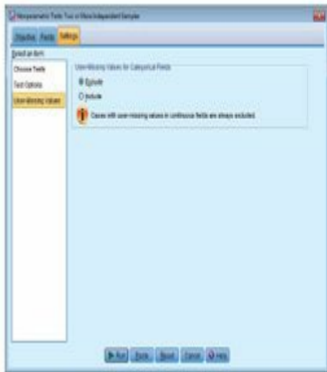 Nonparametric Tests: Two or More Independent Samples
Objective Fields Settings
Select an item:
Choose Tests
Test Options
User-Missing Values
User-Missing Values for Categorical Fields
Exclude
Include
Cases with user-missing values in continuous fields are always excluded.
Run Paste Reset Cancel Help